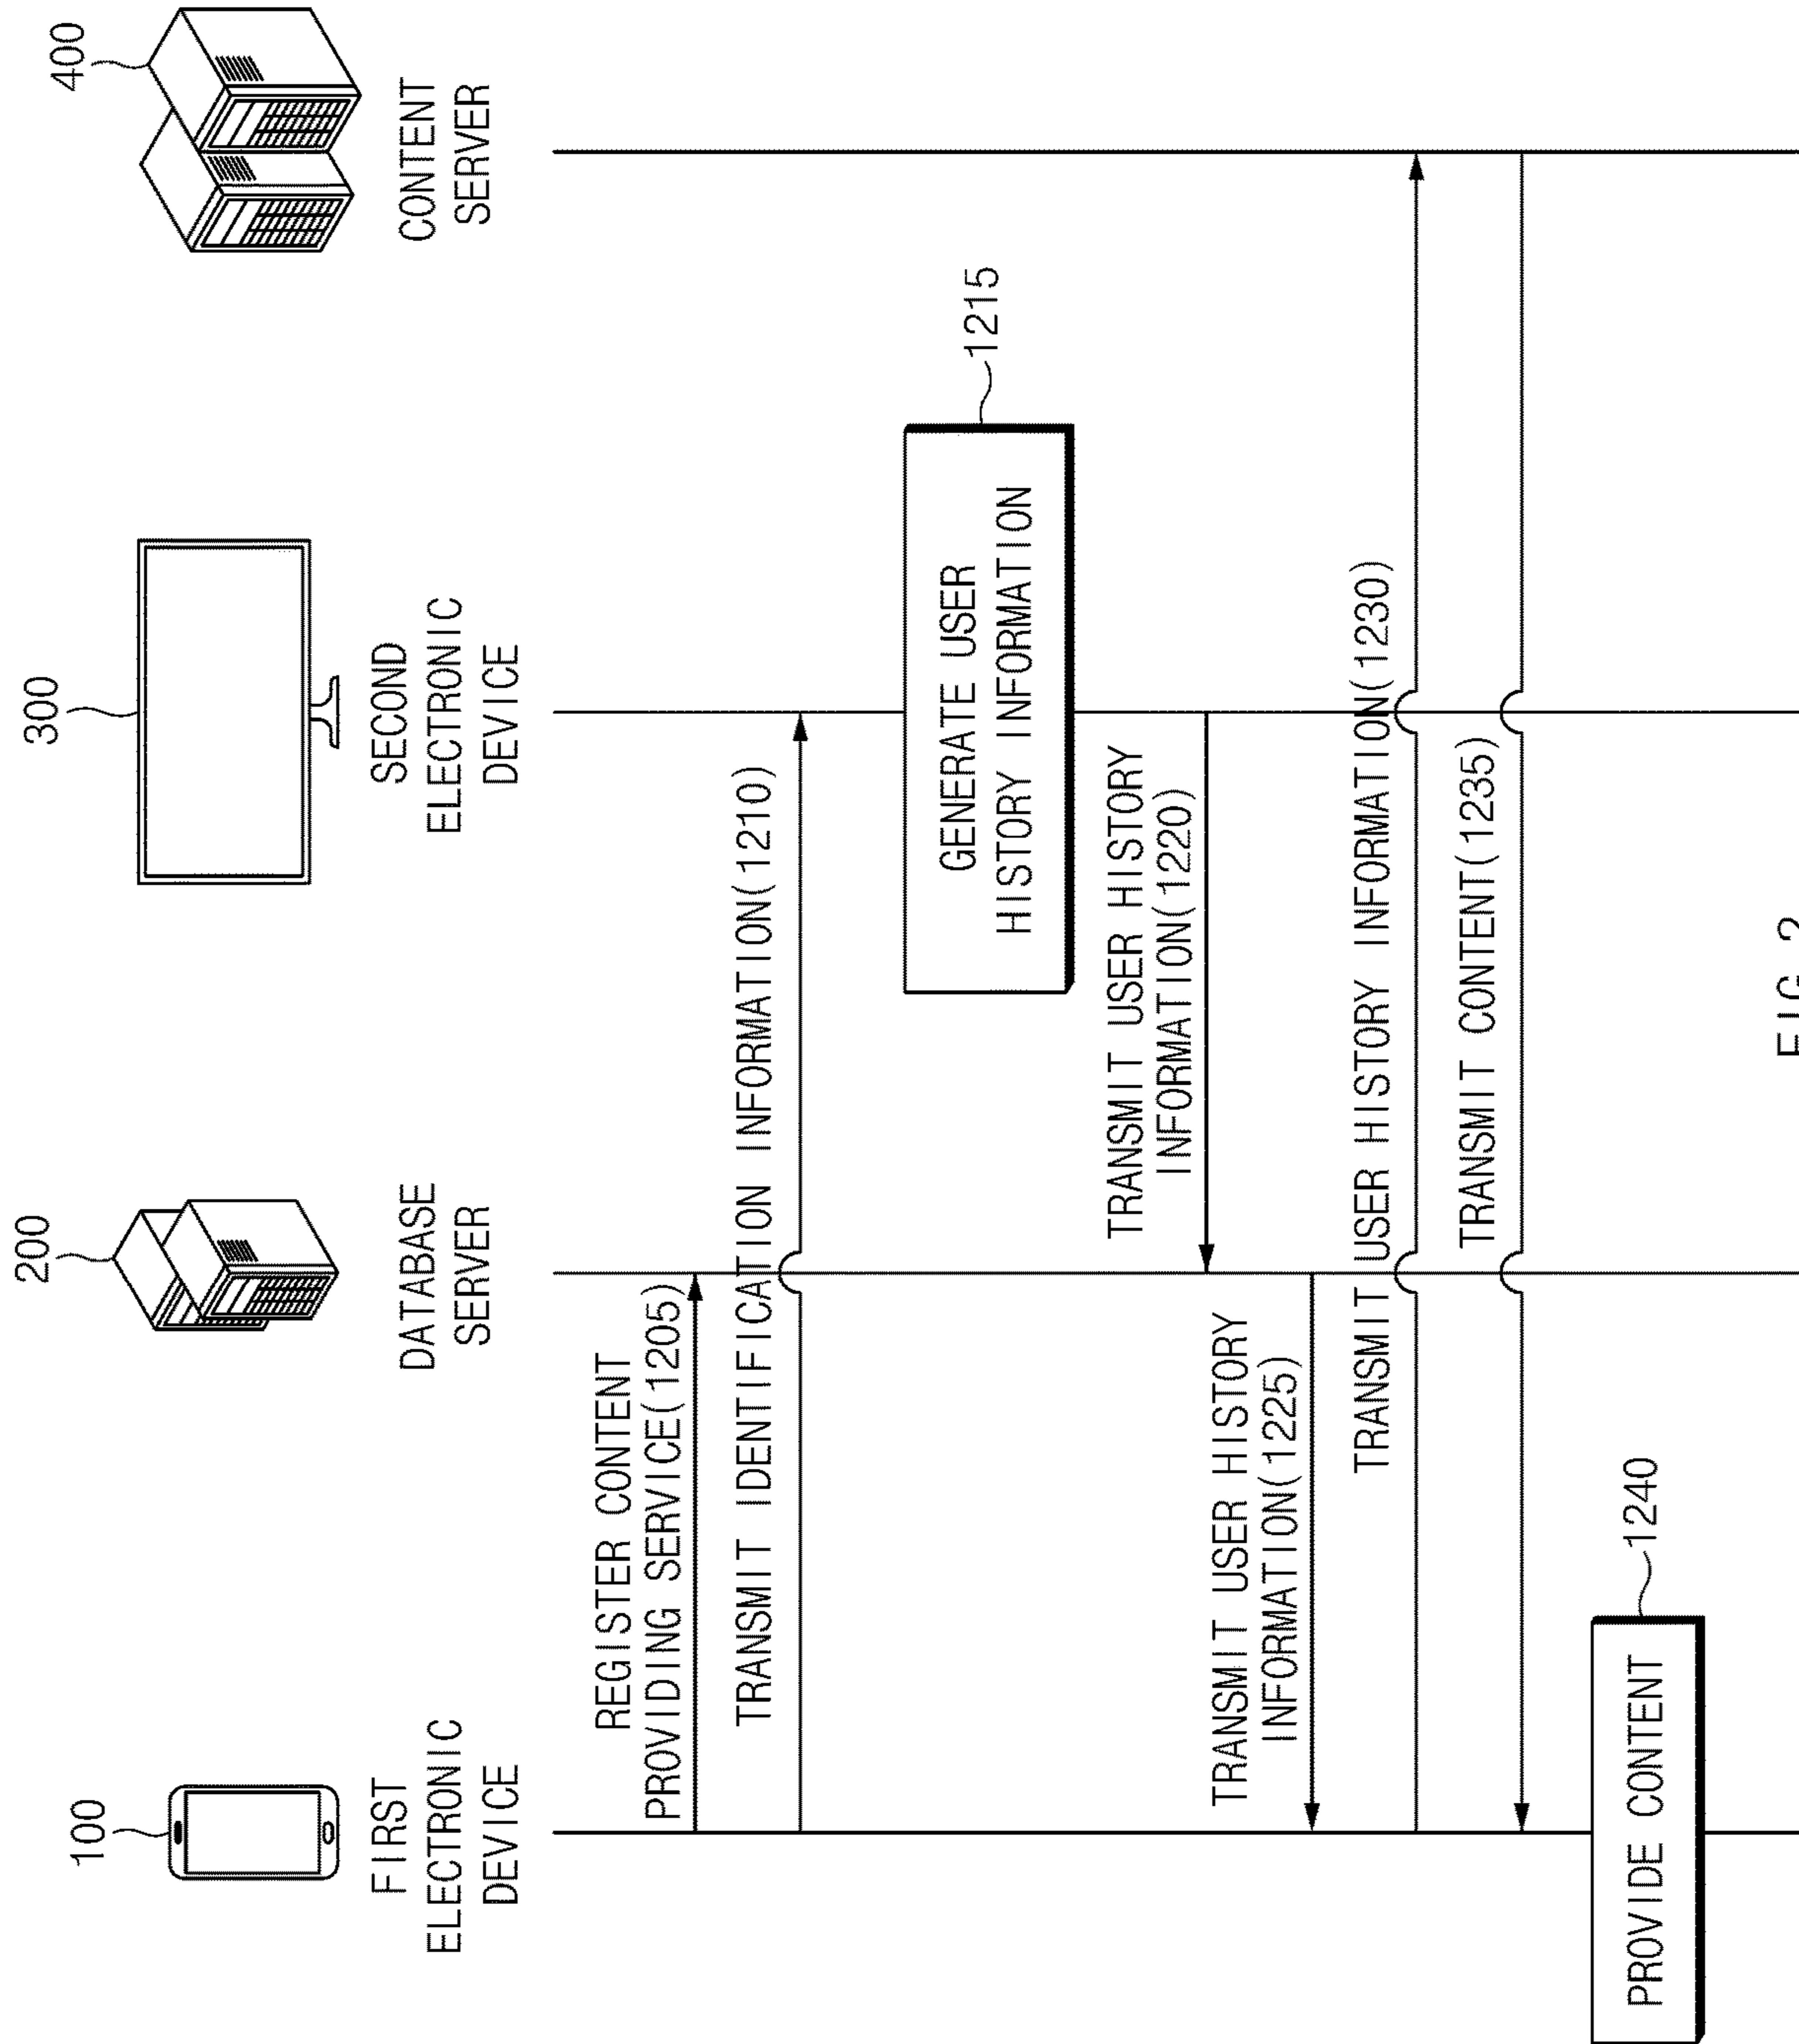 100
FIRST
ELECTRONIC
DEVICE
200
DATABASE
SERVER
300
SECOND
ELECTRONIC
DEVICE
400
CONTENT
SERVER
REGISTER CONTENT
PROVIDING SERVICE(1205)
TRANSMIT IDENTIFICATION INFORMATION(1210)
GENERATE USER
HISTORY INFORMATION
1215
TRANSMIT USER HISTORY
INFORMATION(1220)
TRANSMIT USER HISTORY
INFORMATION(1225)
TRANSMIT USER HISTORY INFORMATION(1230)
TRANSMIT CONTENT(1235)
PROVIDE CONTENT
1240
FIG.2